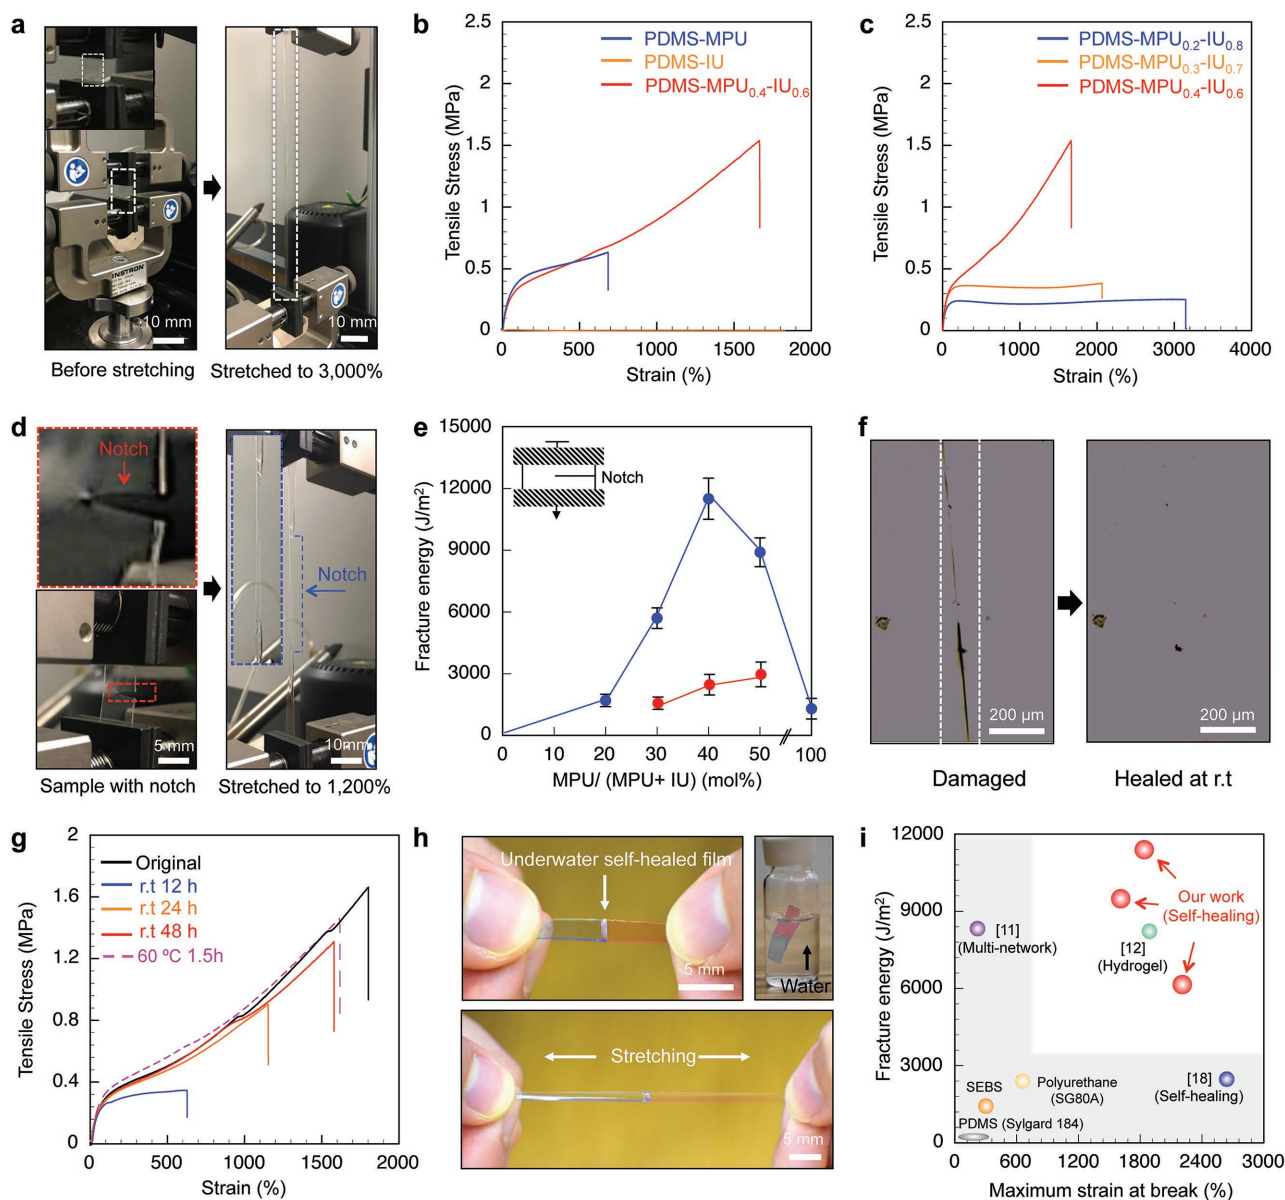 a
10 mm
10 mm
INSTRON
Before stretching
Stretched to 3,000%
b
2.5
2
1.5
1
0.5
0
Tensile Stress (MPa)
PDMS-MPU
PDMS-IU
PDMS-MPU0.4-IU0.6
0 500 1000 1500 2000
Strain (%)
c
2.5
2
1.5
1
0.5
0
Tensile Stress (MPa)
PDMS-MPU0.2-IU0.8
PDMS-MPU0.3-IU0.7
PDMS-MPU0.4-IU0.6
0 1000 2000 3000 4000
Strain (%)
d
Notch
Notch
5 mm
10mm
Sample with notch
Stretched to 1,200%
e
15000
12000
9000
6000
3000
0
Fracture energy (J/m2)
Notch
0 10 20 30 40 50 100
MPU/ (MPU+ IU) (mol%)
f
200 µm
200 µm
Damaged
Healed at r.t
g
2
1.6
1.2
0.8
0.4
0
Tensile Stress (MPa)
Original
r.t 12 h
r.t 24 h
r.t 48 h
60 ºC 1.5h
0 500 1000 1500 2000
Strain (%)
h
Underwater self-healed film
5 mm
Water
Stretching
5 mm
i
12000
9000
6000
3000
0
Fracture energy (J/m2)
Our work
(Self-healing)
[11]
(Multi-network)
[12]
(Hydrogel)
SEBS
Polyurethane
(SG80A)
[18]
(Self-healing)
PDMS (Sylgard 184)
0 600 1200 1800 2400 3000
Maximum strain at break (%)